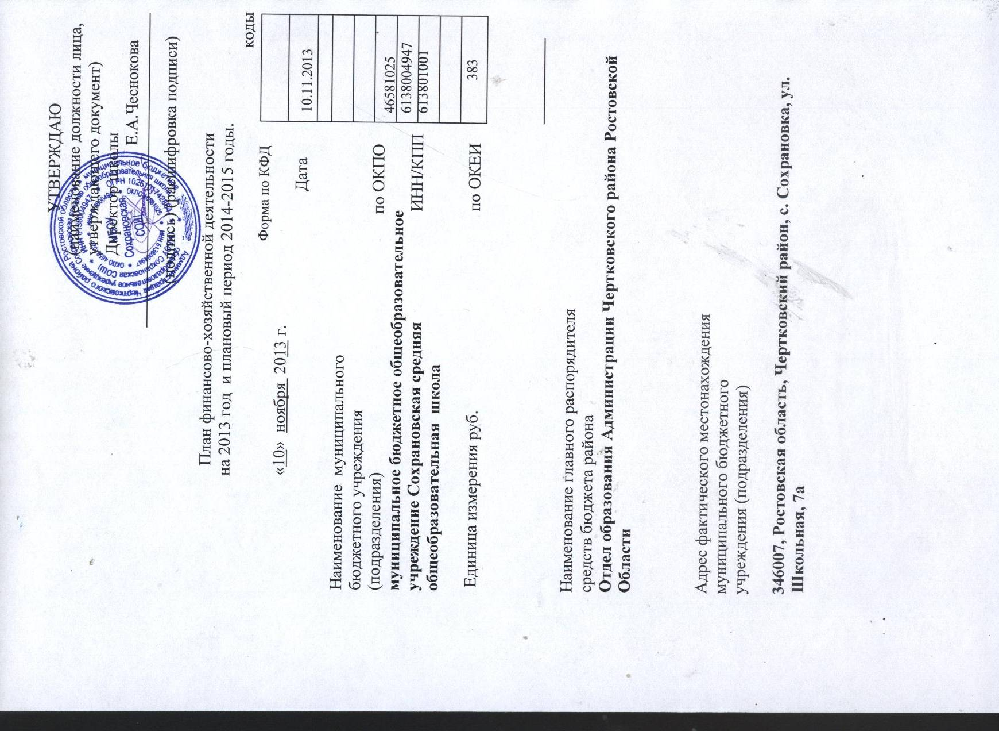 УТВЕРЖДАЮ
(наименование должности лица,
утверждающего документ)
Директор школы
Е.А.Чеснокова
(подпись) (расшифровка подписи)
МБОУ
Сохрановская
СОШ
План финансово-хозяйственной деятельности
на 2013 год и плановый период 2014-2015 годы.
коды
Форма по КФД
«10» ноября 2013 г.
Дата 10.11.2013
Наименование муниципального
бюджетного учреждения
(подразделения)
по ОКПО 46581025
муниципальное бюджетное общеобразовательное
учреждение Сохрановская средняя
общеобразовательная школа
ИНН/КПП 6138004947
613801001
Единица измерения руб.
по ОКЕИ 383
Наименование главного распорядителя
средств бюджета района
Отдел образования Администрации Чертковского района Ростовской
Области
Адрес фактического местонахождения
муниципального бюджетного
учреждения (подразделения)
346007, Ростовская область, Чертковский район, с. Сохрановка, ул.
Школьная, 7а